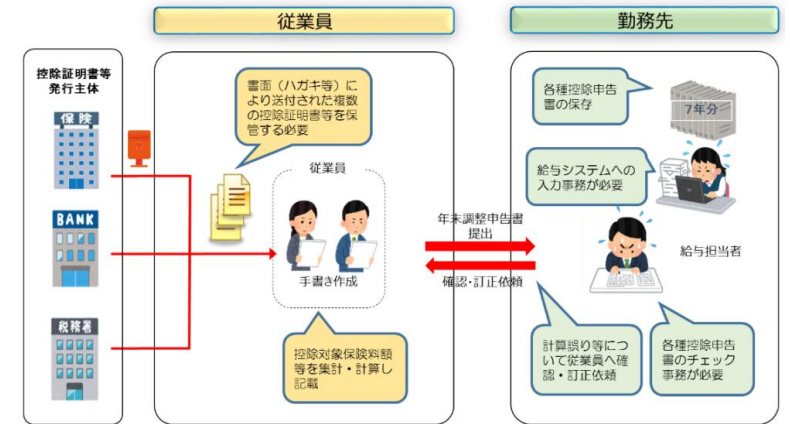 従業員
勤務先
控除証明書等
発行主体
保険
BANK
税務署
書面（ハガキ等）に
より送付された複数
の控除証明書等を保
管する必要
従業員
手書き作成
控除対象保険料額
等を集計・計算し
記載
年末調整申告書
提出
確認・訂正依頼
各種控除申告
書の保存
7年分
給与システムへの
入力事務が必要
給与担当者
計算誤り等につ
いて従業員へ確
認・訂正依頼
各種控除申告
書のチェック
事務が必要